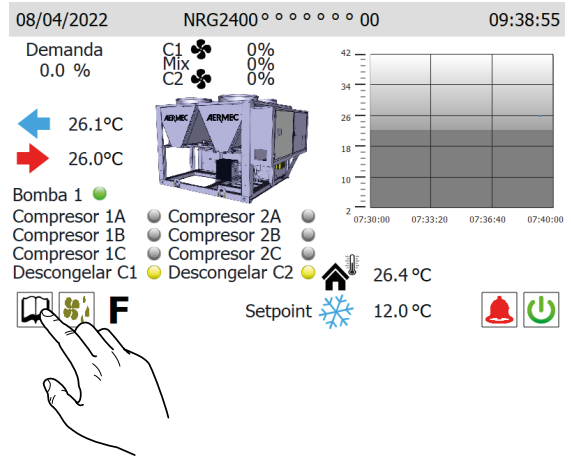 08/04/2022 NRG2400 ° ° ° ° ° ° ° 00 09:38:55
Demanda
0.0 %
C1 0%
Mix 0%
C2 0%
42
34
26
18
10
2
07:30:00 07:33:20 07:36:40 07:40:00
AERMEC AERMEC
26.1°C
26.0°C
Bomba 1
Compresor 1A Compresor 2A
Compresor 1B Compresor 2B
Compresor 1C Compresor 2C
Descongelar C1 Descongelar C2
26.4 °C
F
Setpoint 12.0 °C